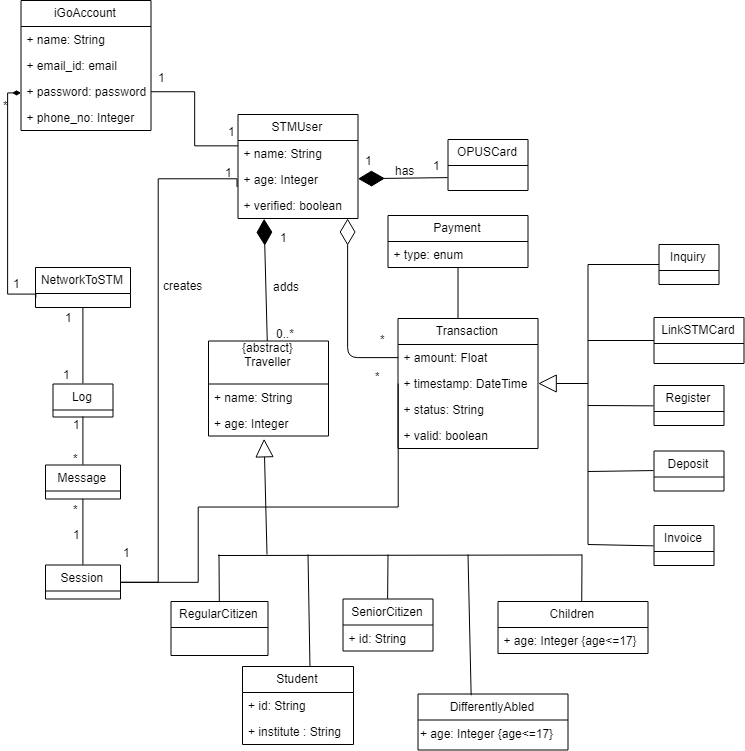 iGoAccount
+ name: String
+ email_id: email
+ password: password
+ phone_no: Integer
*
1
1
STMUser
+ name: String
+ age: Integer
+ verified: boolean
1
1
has
1
OPUSCard
1
adds
0..*
creates
Payment
+ type: enum
NetworkToSTM
1
1
1
Log
1
*
Message
*
1
Session
1
{abstract}
Traveller
+ name: String
+ age: Integer
*
*
Transaction
+ amount: Float
+ timestamp: DateTime
+ status: String
+ valid: boolean
Inquiry
LinkSTMCard
Register
Deposit
Invoice
RegularCitizen
SeniorCitizen
+ id: String
Children
+ age: Integer {age<=17}
Student
+ id: String
+ institute : String
DifferentlyAbled
+ age: Integer {age<=17}